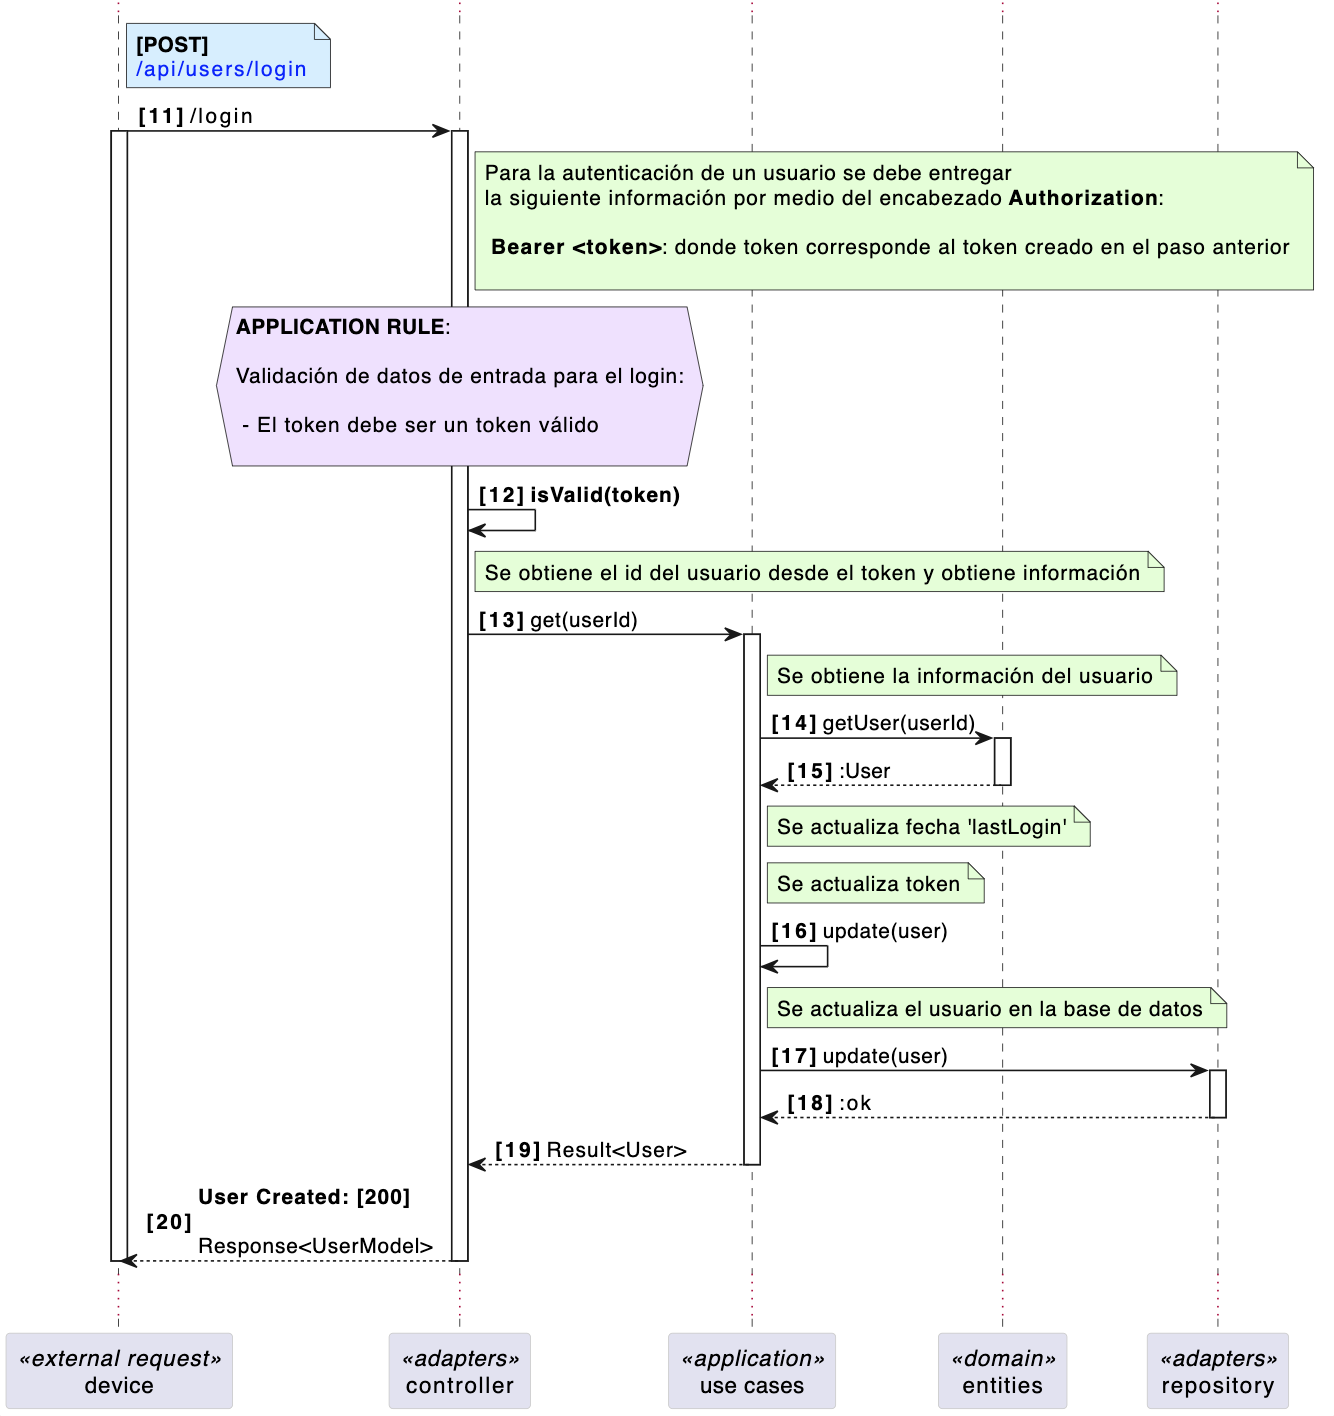 [POST]
/api/users/login
[11] /login
Para la autenticación de un usuario se debe entregar
la siguiente información por medio del encabezado Authorization:
Bearer <token>: donde token corresponde al token creado en el paso anterior
APPLICATION RULE:
Validación de datos de entrada para el login:
- El token debe ser un token válido
[12] isValid(token)
Se obtiene el id del usuario desde el token y obtiene información
[13] get(userId)
Se obtiene la información del usuario
[14] getUser(userId)
[15] :User
Se actualiza fecha 'lastLogin'
Se actualiza token
[16] update(user)
Se actualiza el usuario en la base de datos
[17] update(user)
[18] :ok
[19] Result<User>
User Created: [200]
[20]
Response<UserModel>
«external request»
device
«adapters»
controller
«application»
use cases
«domain»
entities
«adapters»
repository